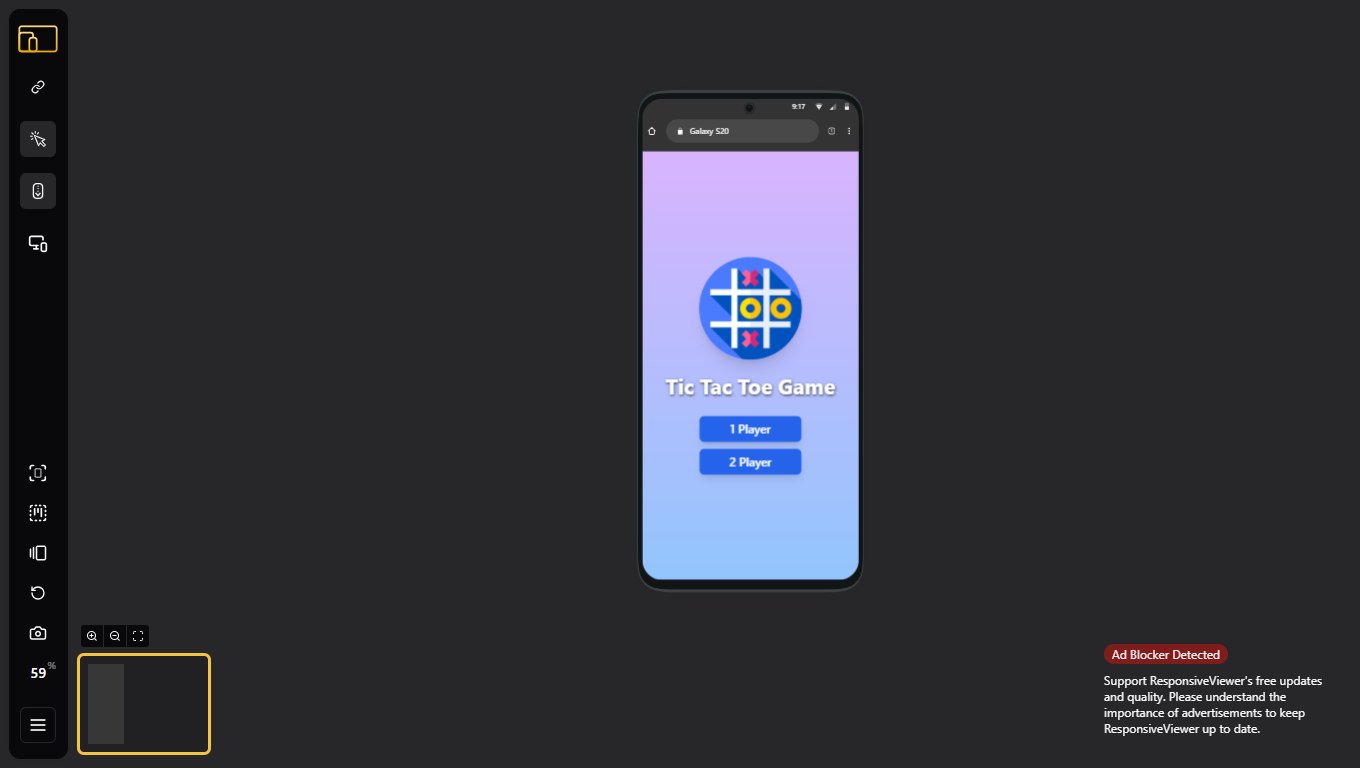 9:17
Galaxy S20
Tic Tac Toe Game
1 Player
2 Player
59 %
Ad Blocker Detected
Support ResponsiveViewer's free updates
and quality. Please understand the
importance of advertisements to keep
ResponsiveViewer up to date.